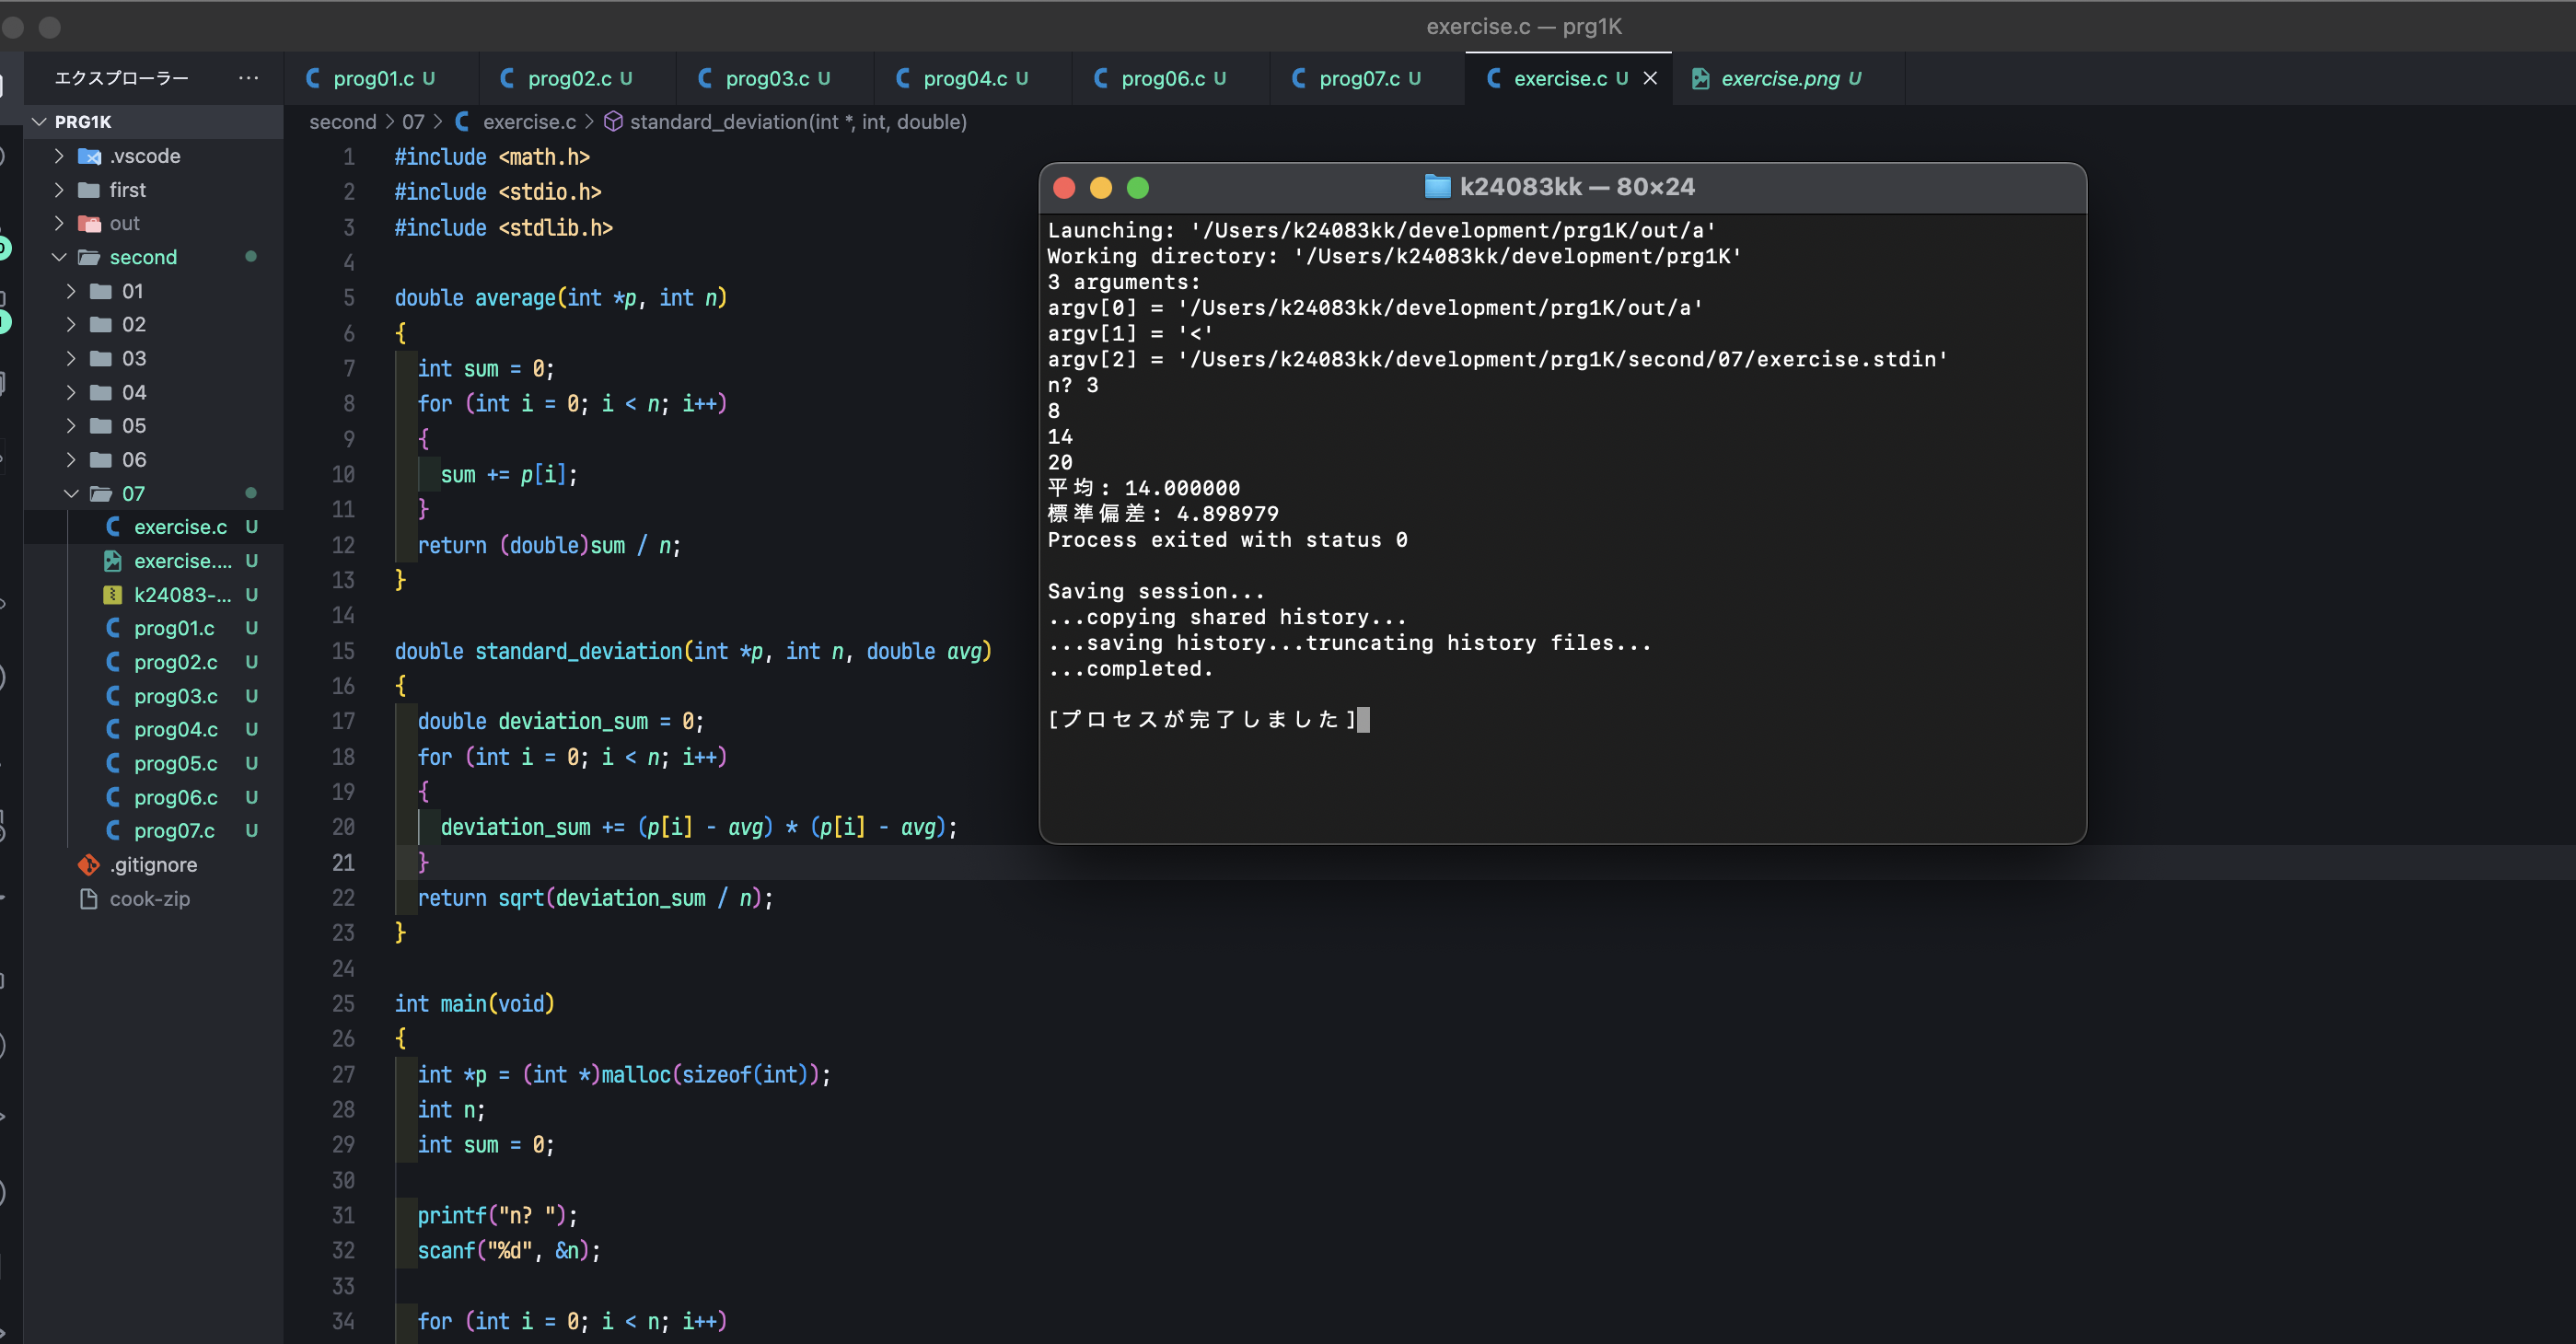 exercise.c — prg1K
エクスプローラー ...
prog01.c U
prog02.c U
prog03.c U
prog04.c U
prog06.c U
prog07.c U
exercise.c U
exercise.png U
PRG1K
.vscode
first
out
second
01
02
03
04
05
06
07
exercise.c U
exercise.... U
k24083-... U
prog01.c U
prog02.c U
prog03.c U
prog04.c U
prog05.c U
prog06.c U
prog07.c U
.gitignore
cook-zip
second > 07 > exercise.c > standard_deviation(int *, int, double)
1 #include <math.h>
2 #include <stdio.h>
3 #include <stdlib.h>
4
5 double average(int *p, int n)
6 {
7 int sum = 0;
8 for (int i = 0; i < n; i++)
9 {
10 sum += p[i];
11 }
12 return (double)sum / n;
13 }
14
15 double standard_deviation(int *p, int n, double avg)
16 {
17 double deviation_sum = 0;
18 for (int i = 0; i < n; i++)
19 {
20 deviation_sum += (p[i] - avg) * (p[i] - avg);
21 }
22 return sqrt(deviation_sum / n);
23 }
24
25 int main(void)
26 {
27 int *p = (int *)malloc(sizeof(int));
28 int n;
29 int sum = 0;
30
31 printf("n? ");
32 scanf("%d", &n);
33
34 for (int i = 0; i < n; i++)
k24083kk — 80×24
Launching: '/Users/k24083kk/development/prg1K/out/a'
Working directory: '/Users/k24083kk/development/prg1K'
3 arguments:
argv[0] = '/Users/k24083kk/development/prg1K/out/a'
argv[1] = '<'
argv[2] = '/Users/k24083kk/development/prg1K/second/07/exercise.stdin'
n? 3
8
14
20
平均: 14.000000
標準偏差: 4.898979
Process exited with status 0
Saving session...
...copying shared history...
...saving history...truncating history files...
...completed.
[プロセスが完了しました]